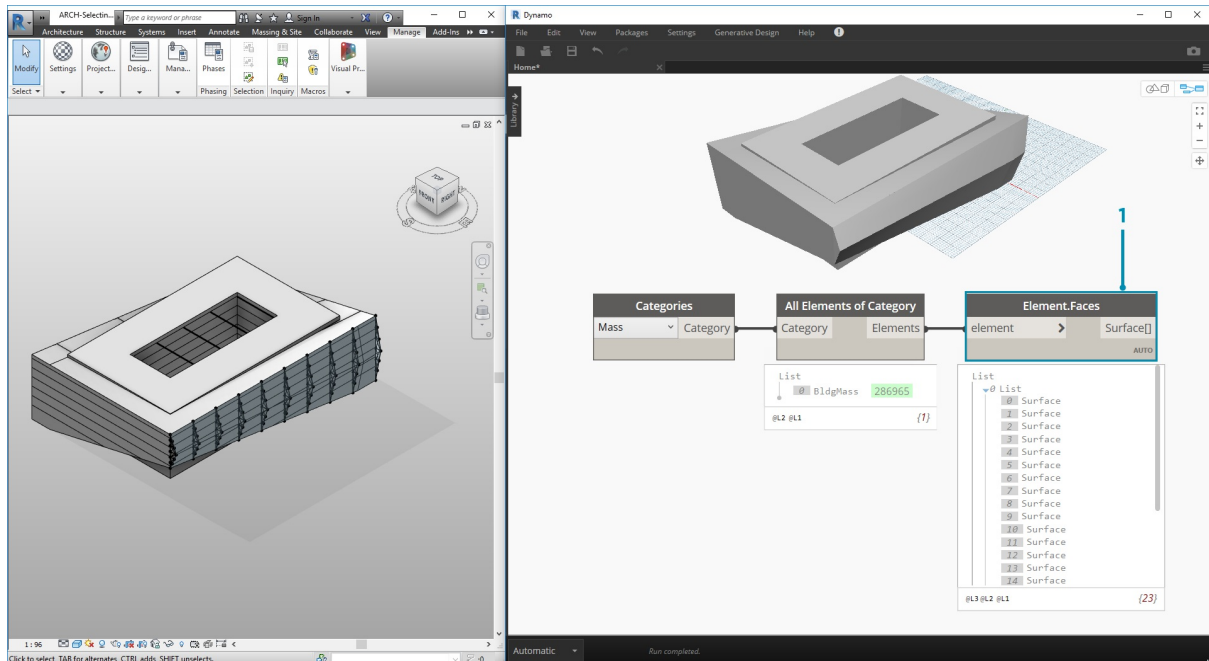 ARCH-Selectin...
Type a keyword or phrase
Sign In
Architecture Structure Systems Insert Annotate Massing & Site Collaborate View Manage Add-Ins
Modify Settings Project... Desig... Mana... Phases Visual Pr...
Select Phasing Selection Inquiry Macros
TOP
FRONT RIGHT
1 : 96
Click to select, TAB for alternates, CTRL adds, SHIFT unselects.
:0
R Dynamo
File Edit View Packages Settings Generative Design Help
Home*
Library
1
Categories
Mass Category
All Elements of Category
Category Elements
Element.Faces
element Surface[]
AUTO
List
0 BldgMass 286965
@L2 @L1 {1}
List
0 List
0 Surface
1 Surface
2 Surface
3 Surface
4 Surface
5 Surface
6 Surface
7 Surface
8 Surface
9 Surface
10 Surface
11 Surface
12 Surface
13 Surface
14 Surface
@L3 @L2 @L1 {23}
Automatic Run completed.